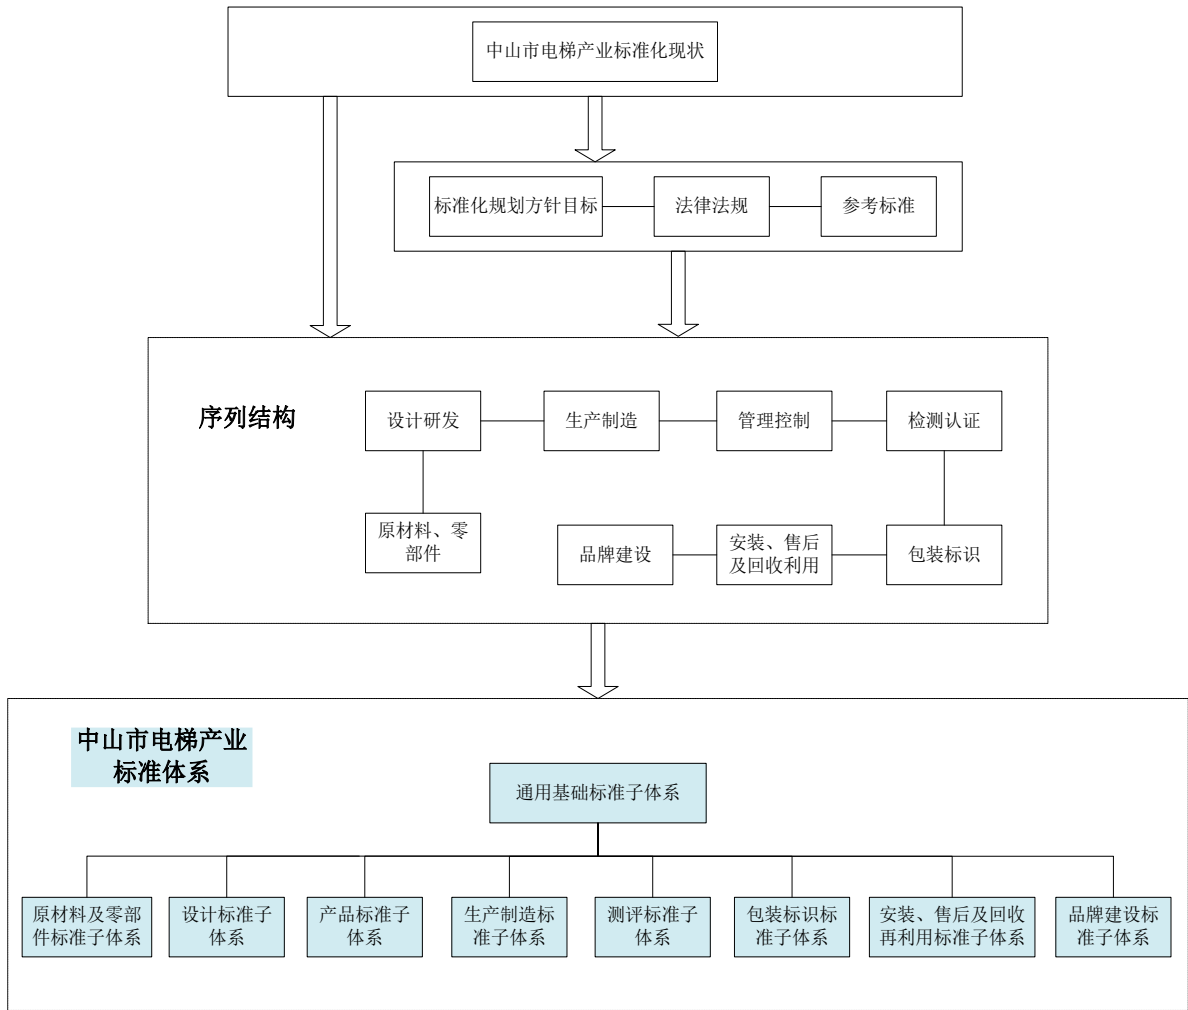 中山市电梯产业标准化现状
标准化规划方针目标
法律法规
参考标准
序列结构
设计研发
生产制造
管理控制
检测认证
原材料、零
部件
品牌建设
安装、售后
及回收利用
包装标识
中山市电梯产业
标准体系
通用基础标准子体系
原材料及零部
件标准子体系
设计标准子
体系
产品标准子
体系
生产制造标
准子体系
测评标准子
体系
包装标识标
准子体系
安装、售后及回收
再利用标准子体系
品牌建设标
准子体系